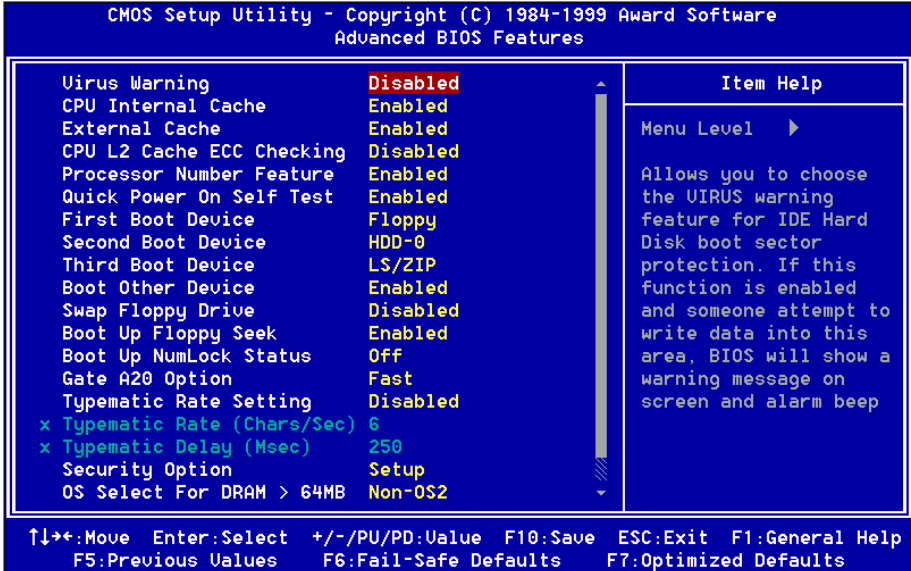 CMOS Setup Utility - Copyright (C) 1984-1999 Award Software
Advanced BIOS Features
Virus Warning Disabled
CPU Internal Cache Enabled
External Cache Enabled
CPU L2 Cache ECC Checking Disabled
Processor Number Feature Enabled
Quick Power On Self Test Enabled
First Boot Device Floppy
Second Boot Device HDD-0
Third Boot Device LS/ZIP
Boot Other Device Enabled
Swap Floppy Drive Disabled
Boot Up Floppy Seek Enabled
Boot Up NumLock Status Off
Gate A20 Option Fast
Typematic Rate Setting Disabled
x Typematic Rate (Chars/Sec) 6
x Typematic Delay (Msec) 250
Security Option Setup
OS Select For DRAM > 64MB Non-OS2
Item Help
Menu Level
Allows you to choose
the VIRUS warning
feature for IDE Hard
Disk boot sector
protection. If this
function is enabled
and someone attempt to
write data into this
area, BIOS will show a
warning message on
screen and alarm beep
↑↓→←:Move Enter:Select +/-/PU/PD:Value F10:Save ESC:Exit F1:General Help
F5:Previous Values F6:Fail-Safe Defaults F7:Optimized Defaults